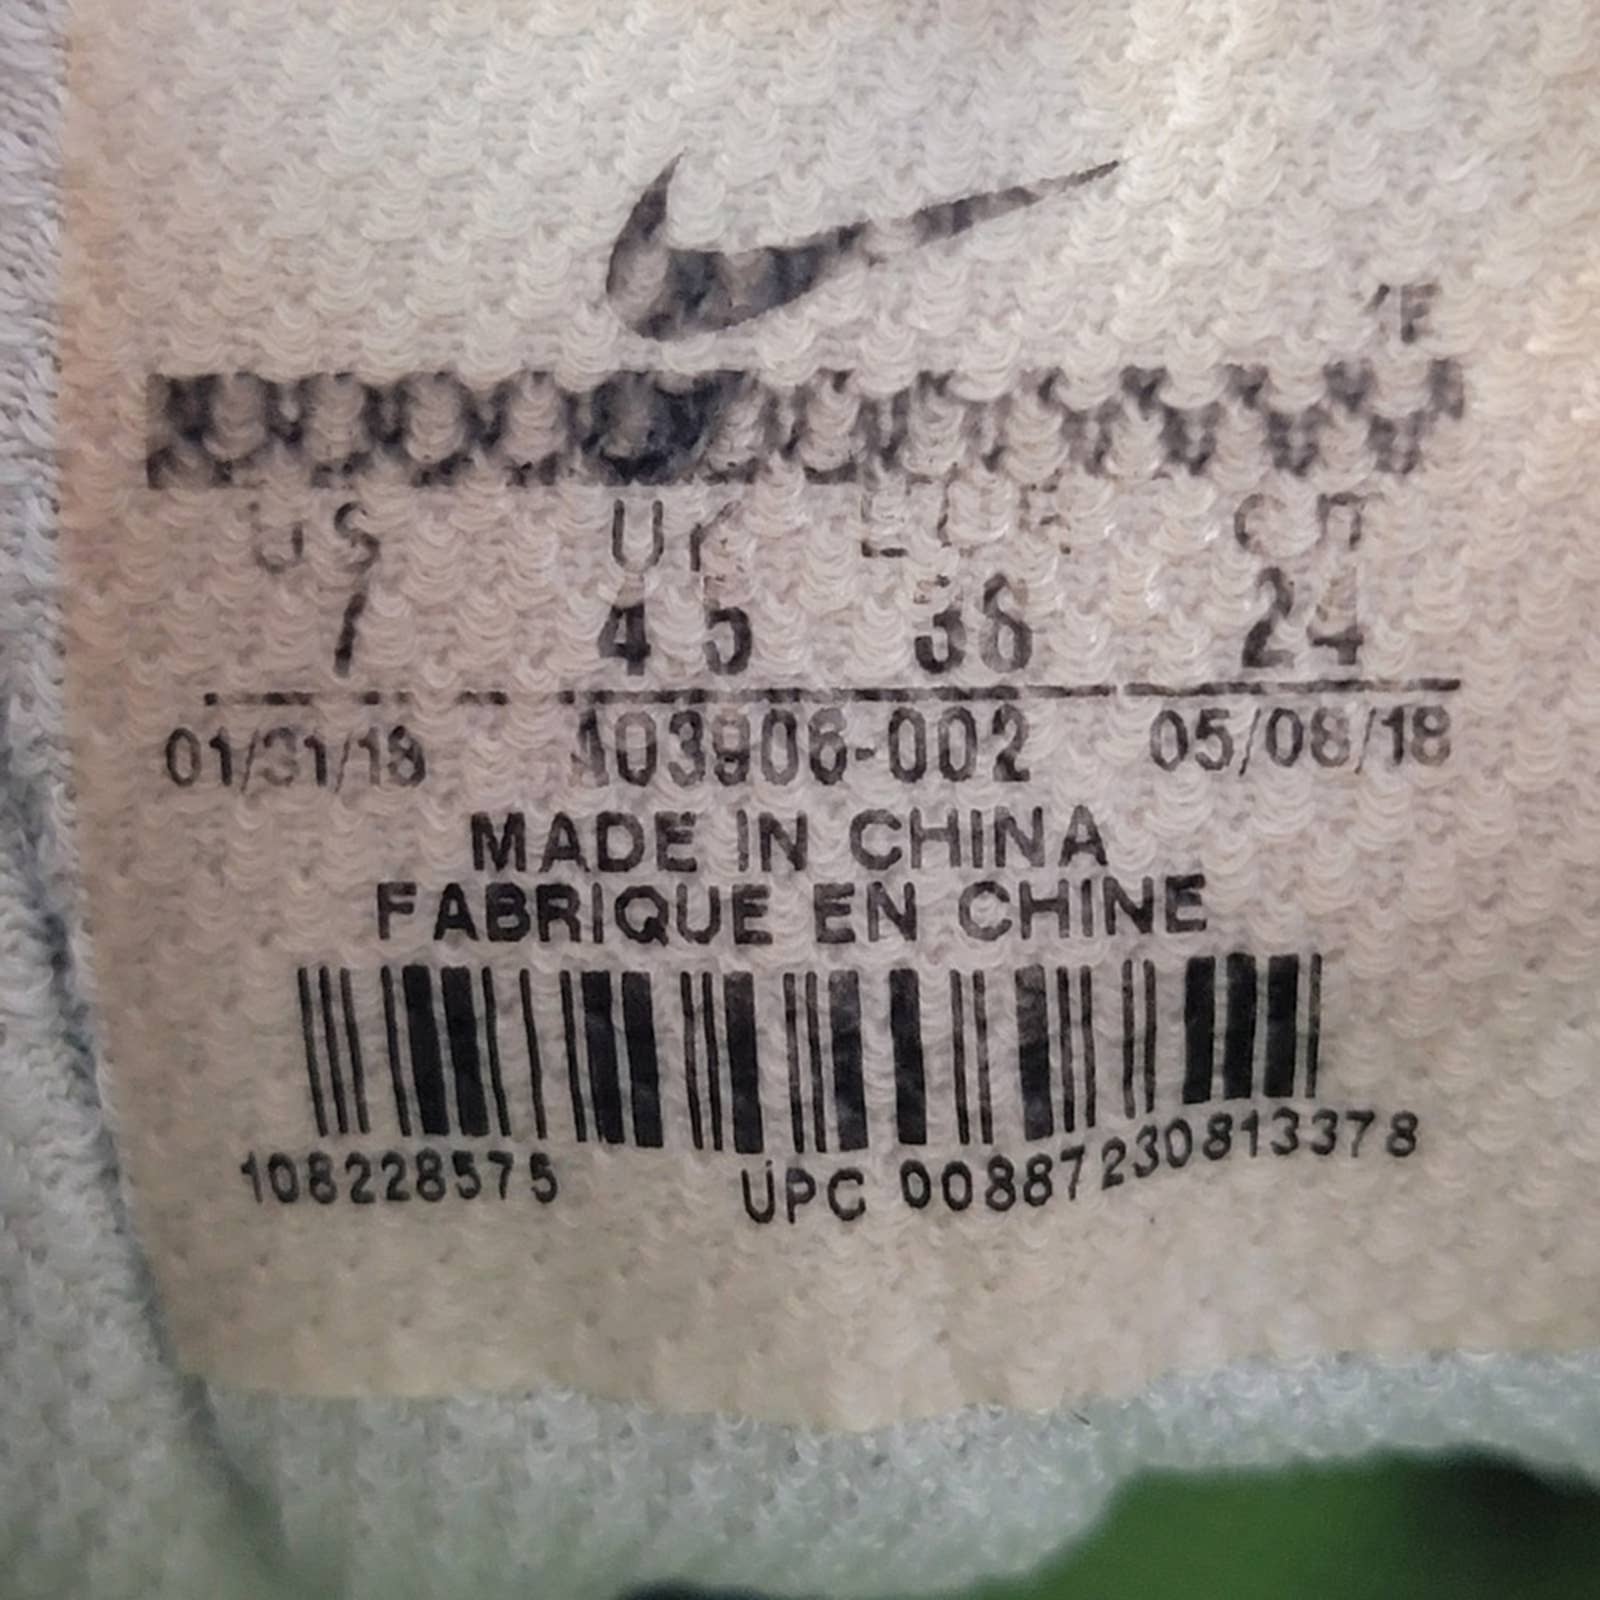 YE
US UK EUR CM
7 4.5 38 24
01/31/18 403906-002 05/08/18
MADE IN CHINA
FABRIQUE EN CHINE
108228575 UPC 00887230813378